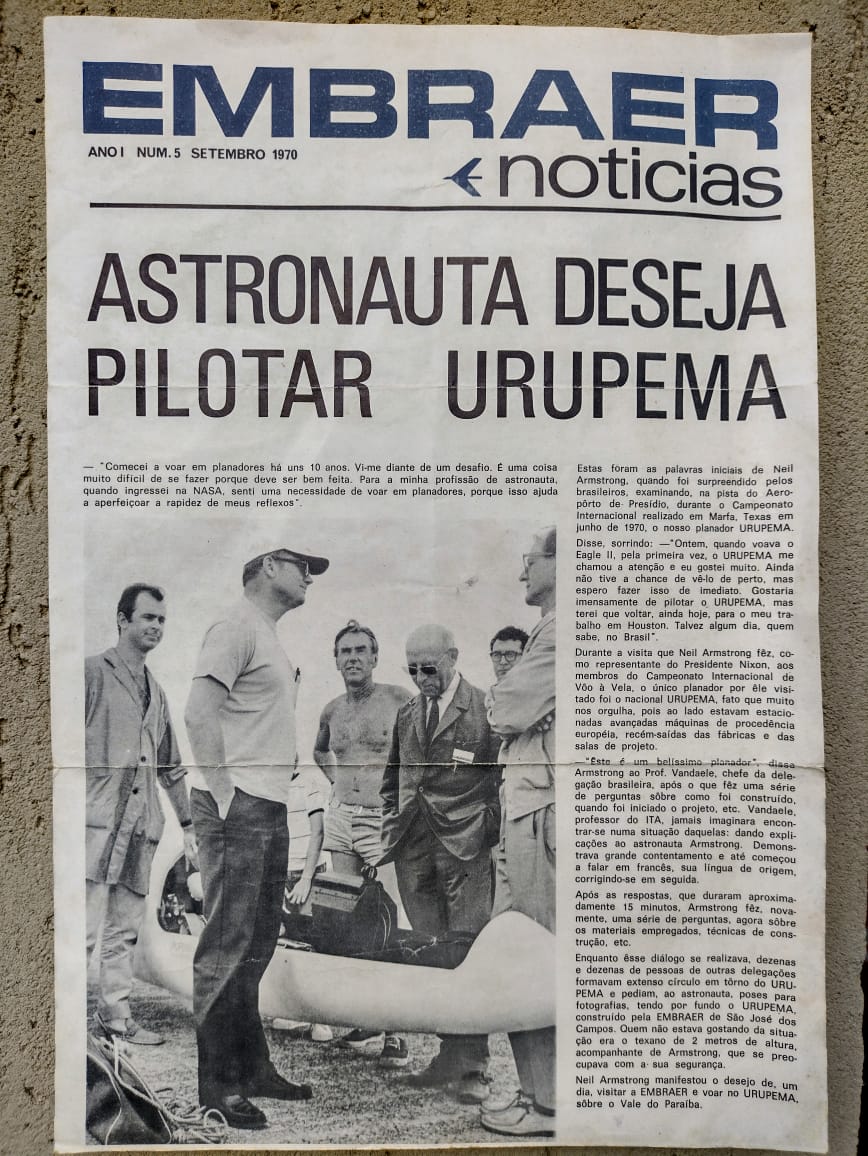 EMBRAER
ANO I NUM. 5 SETEMBRO 1970
noticias
ASTRONAUTA DESEJA
PILOTAR URUPEMA
— "Comecei a voar em planadores há uns 10 anos. Vi-me diante de um desafio. É uma coisa
muito difícil de se fazer porque deve ser bem feita. Para a minha profissão de astronauta,
quando ingressei na NASA, senti uma necessidade de voar em planadores, porque isso ajuda
a aperfeiçoar a rapidez de meus reflexos".
Estas foram as palavras iniciais de Neil
Armstrong, quando foi surpreendido pelos
brasileiros, examinando, na pista do Aero-
pôrto de Presídio, durante o Campeonato
Internacional realizado em Marfa, Texas em
junho de 1970, o nosso planador URUPEMA.
Disse, sorrindo: —"Ontem, quando voava o
Eagle II, pela primeira vez, o URUPEMA me
chamou a atenção e eu gostei muito. Ainda
não tive a chance de vê-lo de perto, mas
espero fazer isso de imediato. Gostaria
imensamente de pilotar o URUPEMA, mas
terei que voltar, ainda hoje, para o meu tra-
balho em Houston. Talvez algum dia, quem
sabe, no Brasil".
Durante a visita que Neil Armstrong fêz, co-
mo representante do Presidente Nixon, aos
membros do Campeonato Internacional de
Vôo à Vela, o único planador por êle visi-
tado foi o nacional URUPEMA, fato que muito
nos orgulha, pois ao lado estavam estacio-
nadas avançadas máquinas de procedência
européia, recém-saídas das fábricas e das
salas de projeto.
—"Êste é um belíssimo planador", disse
Armstrong ao Prof. Vandaele, chefe da dele-
gação brasileira, após o que fêz uma série
de perguntas sôbre como foi construído,
quando foi iniciado o projeto, etc. Vandaele,
professor do ITA, jamais imaginara encon-
trar-se numa situação daquelas: dando expli-
cações ao astronauta Armstrong. Demons-
trava grande contentamento e até começou
a falar em francês, sua língua de origem,
corrigindo-se em seguida.
Após as respostas, que duraram aproxima-
damente 15 minutos, Armstrong fêz, nova-
mente, uma série de perguntas, agora sôbre
os materiais empregados, técnicas de cons-
trução, etc.
Enquanto êsse diálogo se realizava, dezenas
e dezenas de pessoas de outras delegações
formavam extenso círculo em tôrno do URU-
PEMA e pediam, ao astronauta, poses para
fotografias, tendo por fundo o URUPEMA,
construído pela EMBRAER de São José dos
Campos. Quem não estava gostando da situa-
ção era o texano de 2 metros de altura,
acompanhante de Armstrong, que se preo-
cupava com a sua segurança.
Neil Armstrong manifestou o desejo de, um
dia, visitar a EMBRAER e voar no URUPEMA,
sôbre o Vale do Paraíba.